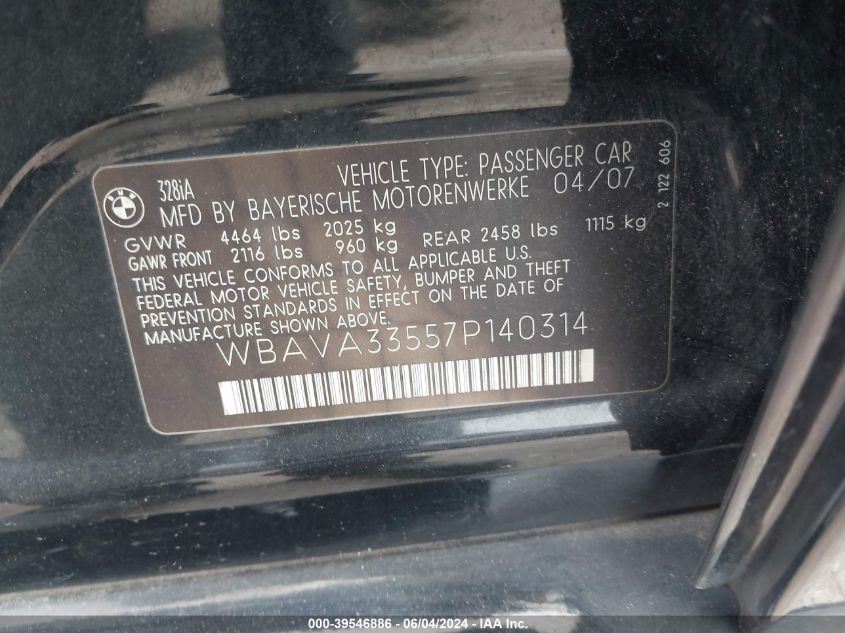 BMW
328iA VEHICLE TYPE: PASSENGER CAR
MFD BY BAYERISCHE MOTORENWERKE 04/07
GVWR 4464 lbs 2025 kg
GAWR FRONT 2116 lbs 960 kg REAR 2458 lbs 1115 kg
THIS VEHICLE CONFORMS TO ALL APPLICABLE U.S.
FEDERAL MOTOR VEHICLE SAFETY, BUMPER AND THEFT
PREVENTION STANDARDS IN EFFECT ON THE DATE OF
MANUFACTURE SHOWN ABOVE.
WBAVA33557P140314
2 122 606
000-39546886 - 06/04/2024 - IAA Inc.